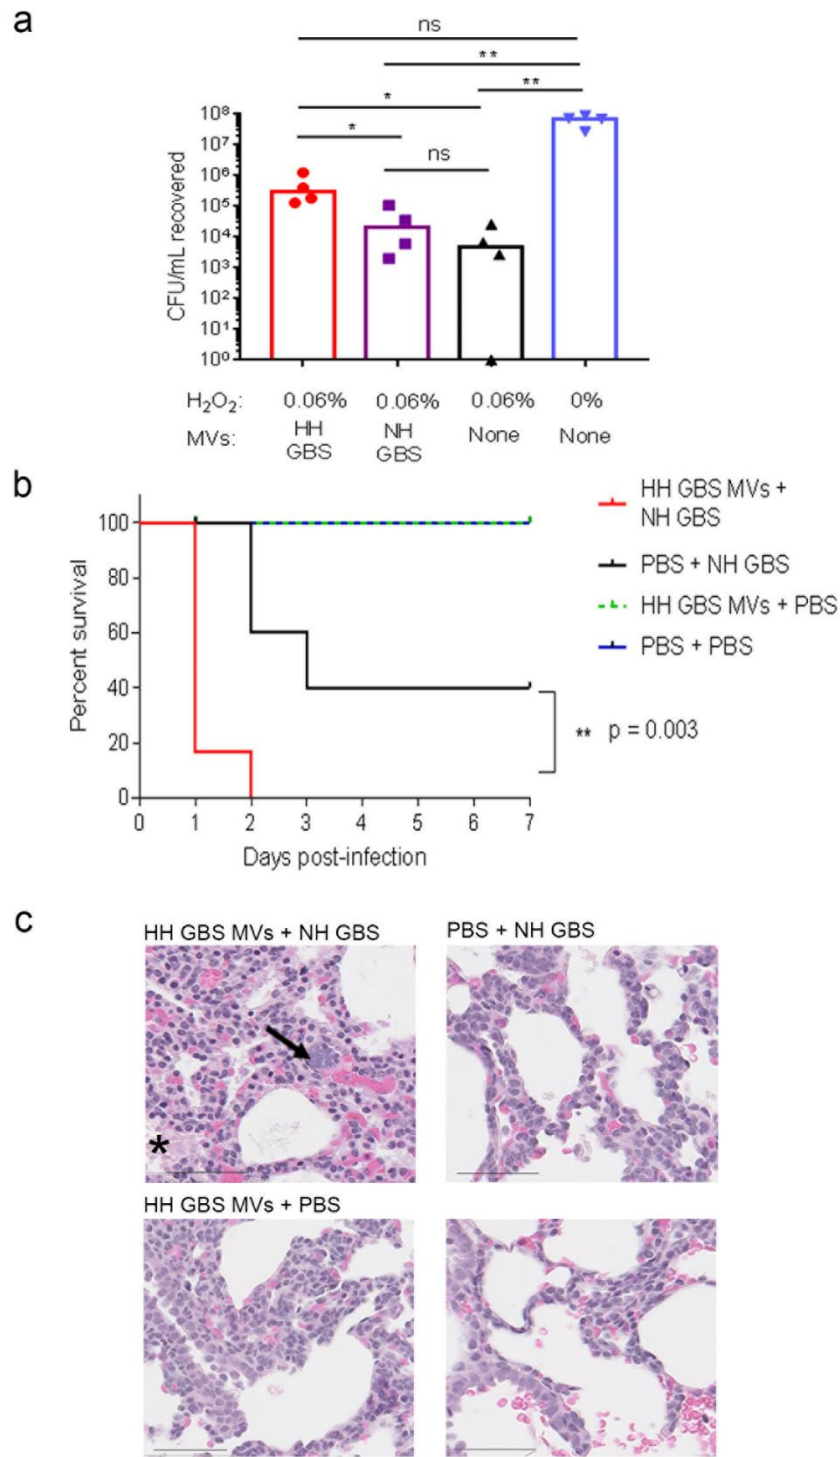 a
ns
**
*
**
*
ns
CFU/mL recovered
10⁸
10⁷
10⁶
10⁵
10⁴
10³
10²
10¹
10⁰
H₂O₂: 0.06% 0.06% 0.06% 0%
MVs: HH GBS NH GBS None None
b
Percent survival
100
80
60
40
20
0
0 1 2 3 4 5 6 7
Days post-infection
HH GBS MVs +
NH GBS
PBS + NH GBS
HH GBS MVs + PBS
PBS + PBS
** p = 0.003
c
HH GBS MVs + NH GBS
PBS + NH GBS
*
HH GBS MVs + PBS